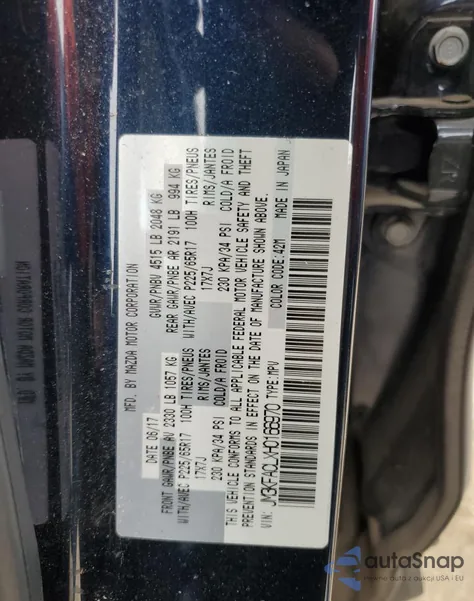 MFD. BY MAZDA MOTOR CORPORATION
DATE 06/17 GVWR/PNBV 4515 LB 2048 KG
FRONT GAWR/PNBE AV 2330 LB 1057 KG REAR GAWR/PNBE AR 2191 LB 994 KG
WITH/AVEC P225/65R17 100H TIRES/PNEUS WITH/AVEC P225/65R17 100H TIRES/PNEUS
17X7J RIMS/JANTES 17X7J RIMS/JANTES
230 KPA/34 PSI COLD/A FROID 230 KPA/34 PSI COLD/A FROID
THIS VEHICLE CONFORMS TO ALL APPLICABLE FEDERAL MOTOR VEHICLE SAFETY AND THEFT
PREVENTION STANDARDS IN EFFECT ON THE DATE OF MANUFACTURE SHOWN ABOVE.
COLOR CODE:42M MADE IN JAPAN
VIN: TYPE:MPV
autoSnap